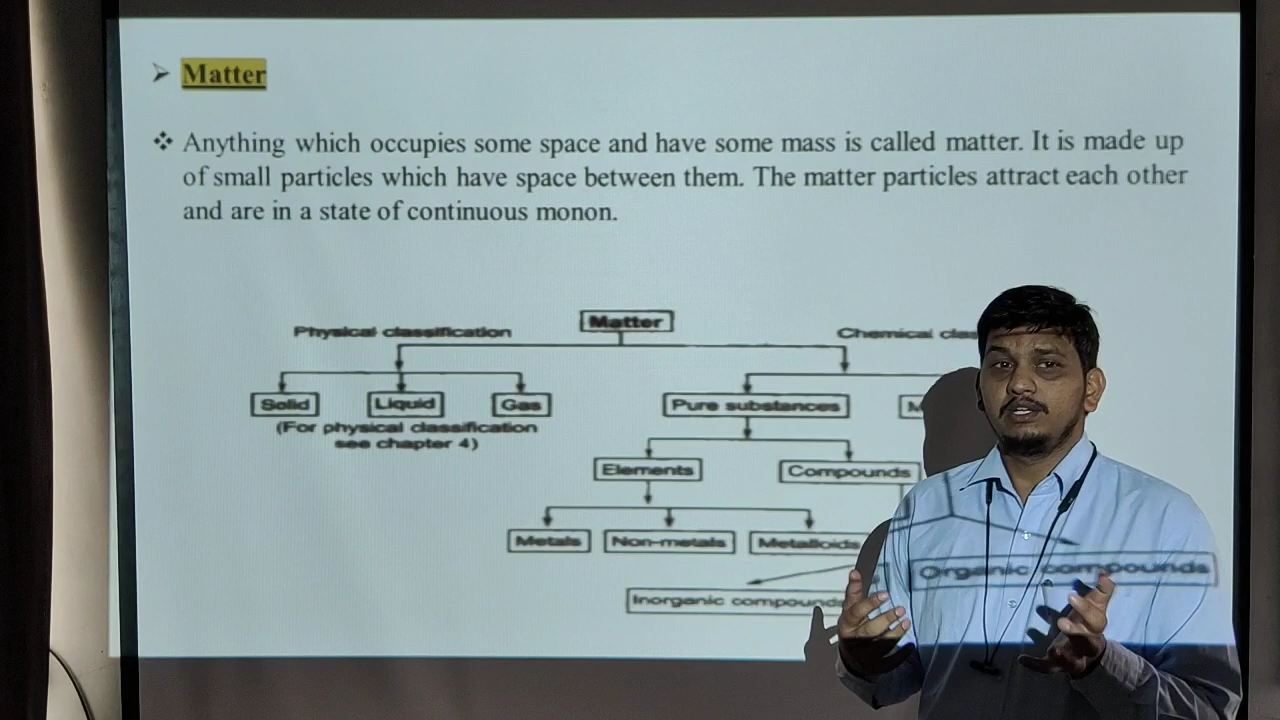 Matter
Anything which occupies some space and have some mass is called matter. It is made up
of small particles which have space between them. The matter particles attract each other
and are in a state of continuous monon.
Matter
Physical classification
Chemical
Solid
Liquid
Gas
Pure substances
(For physical classification
see chapter 4)
Elements
Compounds
Metals
Non-metals
Metalloids
Organic compounds
Inorganic compounds